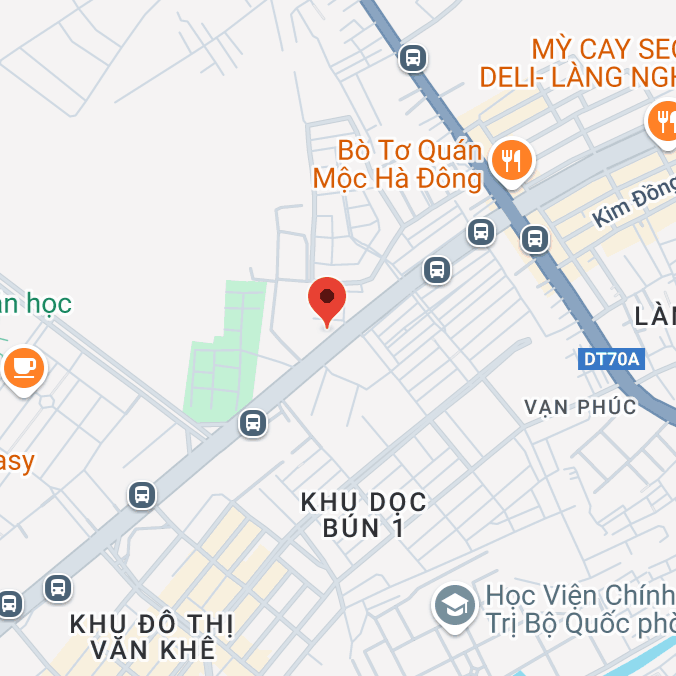 MỲ CAY SEO
DELI- LÀNG NGH
Bò Tơ Quán
Mộc Hà Đông
Kim Đồng
an học
LÀN
DT70A
VẠN PHÚC
asy
KHU DỌC
BÚN 1
Học Viện Chính
Trị Bộ Quốc phò
KHU ĐÔ THỊ
VĂN KHÊ